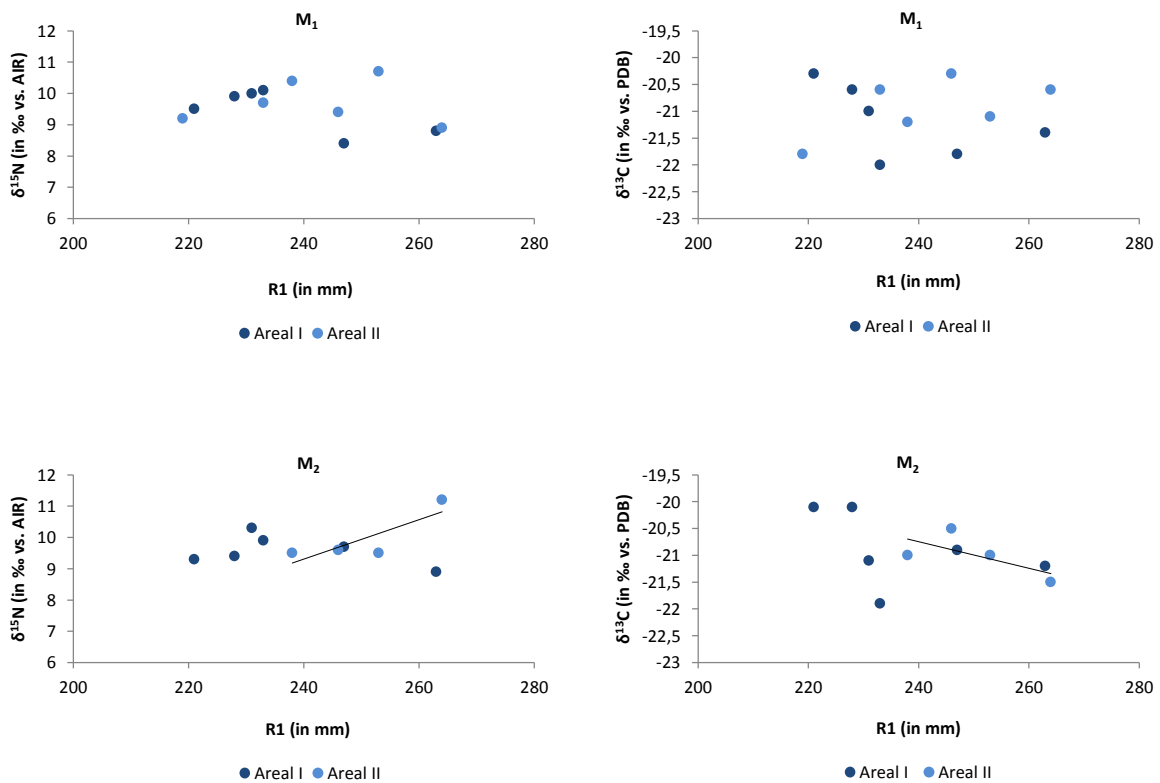 M₁
δ¹⁵N (in ‰ vs. AIR)
12
11
10
9
8
7
6
200 220 240 260 280
R1 (in mm)
Areal I Areal II
M₁
δ¹³C (in ‰ vs. PDB)
-19,5
-20
-20,5
-21
-21,5
-22
-22,5
-23
200 220 240 260 280
R1 (in mm)
Areal I Areal II
M₂
δ¹⁵N (in ‰ vs. AIR)
12
11
10
9
8
7
6
200 220 240 260 280
R1 (in mm)
Areal I Areal II
M₂
δ¹³C (in ‰ vs. PDB)
-19,5
-20
-20,5
-21
-21,5
-22
-22,5
-23
200 220 240 260 280
R1 (in mm)
Areal I Areal II